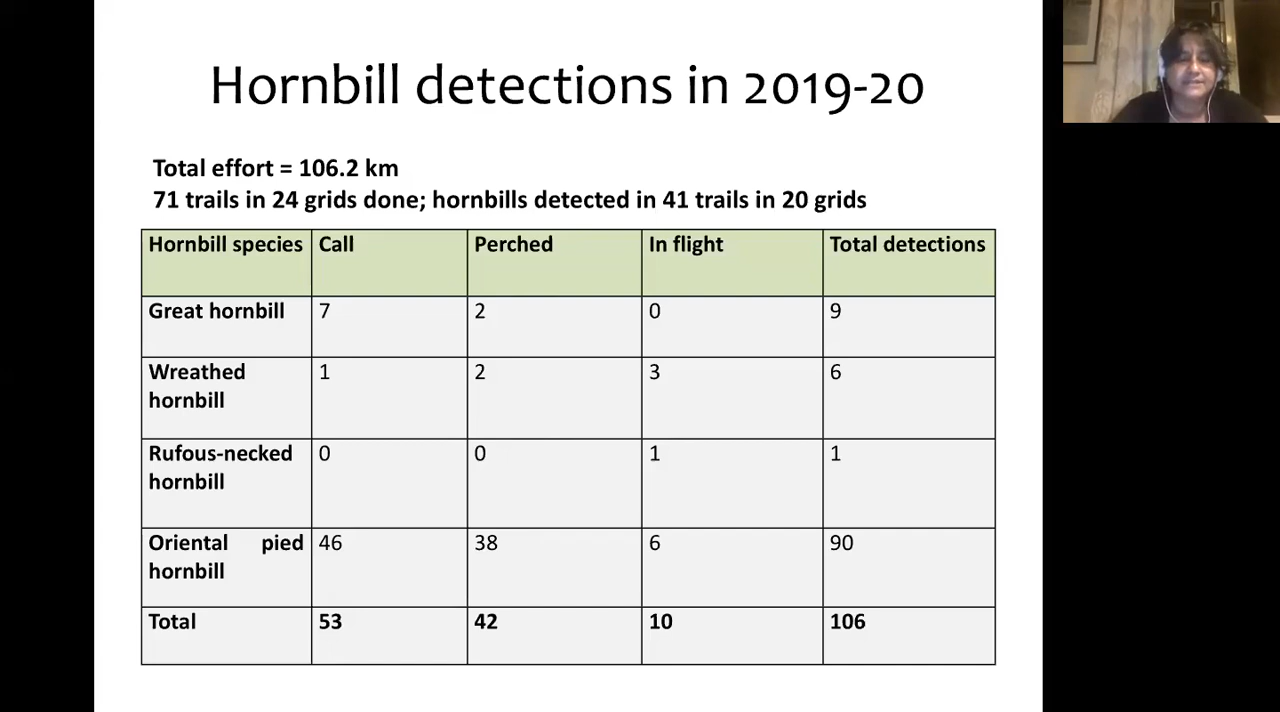 Hornbill detections in 2019-20
Total effort = 106.2 km
71 trails in 24 grids done; hornbills detected in 41 trails in 20 grids
Hornbill species Call Perched In flight Total detections
Great hornbill 7 2 0 9
Wreathed 1 2 3 6
hornbill
Rufous-necked 0 0 1 1
hornbill
Oriental pied 46 38 6 90
hornbill
Total 53 42 10 106